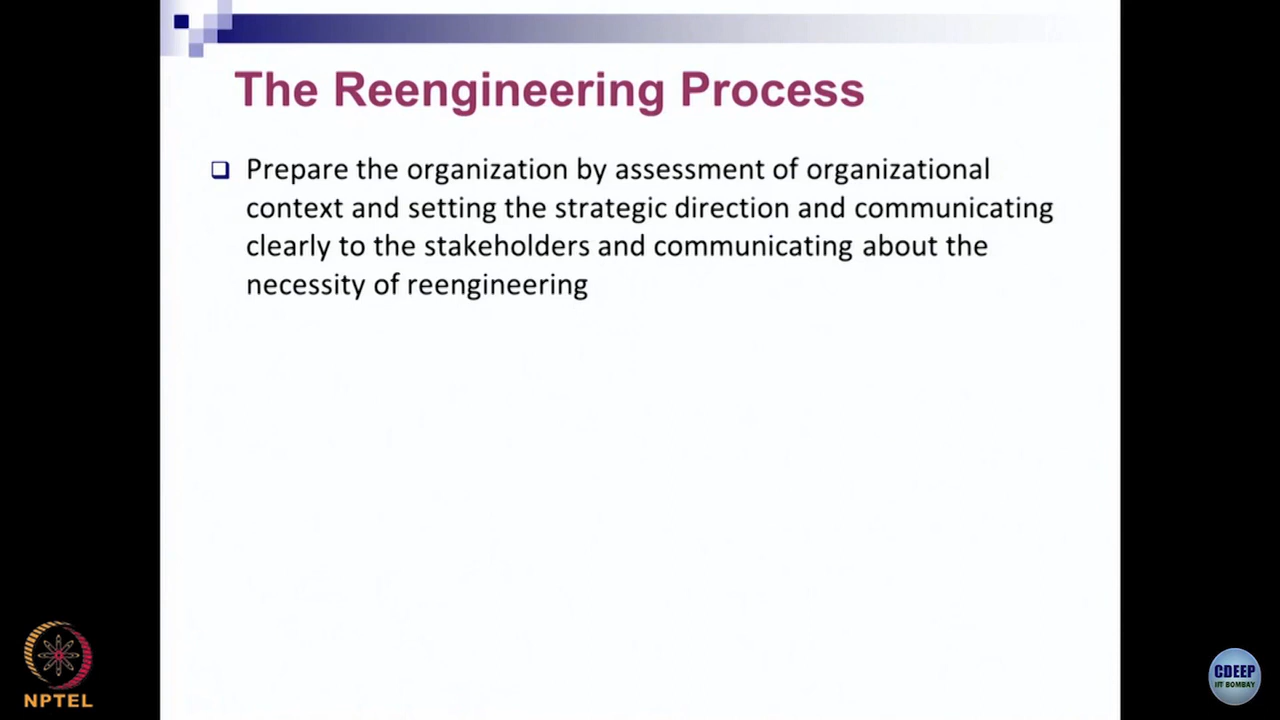 The Reengineering Process
Prepare the organization by assessment of organizational
context and setting the strategic direction and communicating
clearly to the stakeholders and communicating about the
necessity of reengineering
NPTEL
CDEEP
IIT BOMBAY